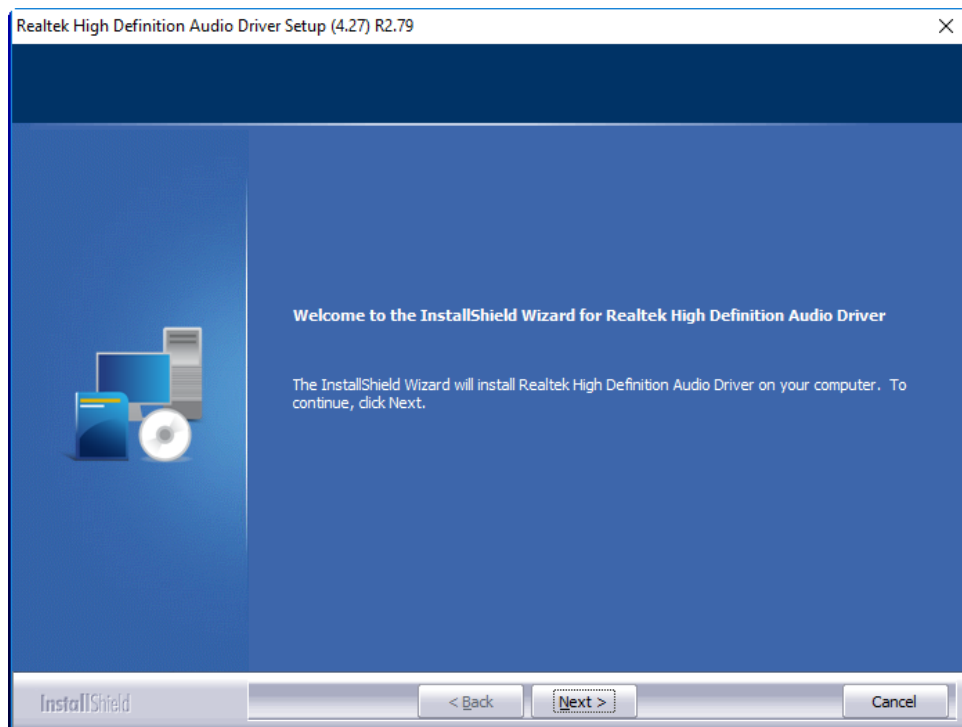 Realtek High Definition Audio Driver Setup (4.27) R2.79
Welcome to the InstallShield Wizard for Realtek High Definition Audio Driver
The InstallShield Wizard will install Realtek High Definition Audio Driver on your computer. To
continue, click Next.
InstallShield
< Back
Next >
Cancel